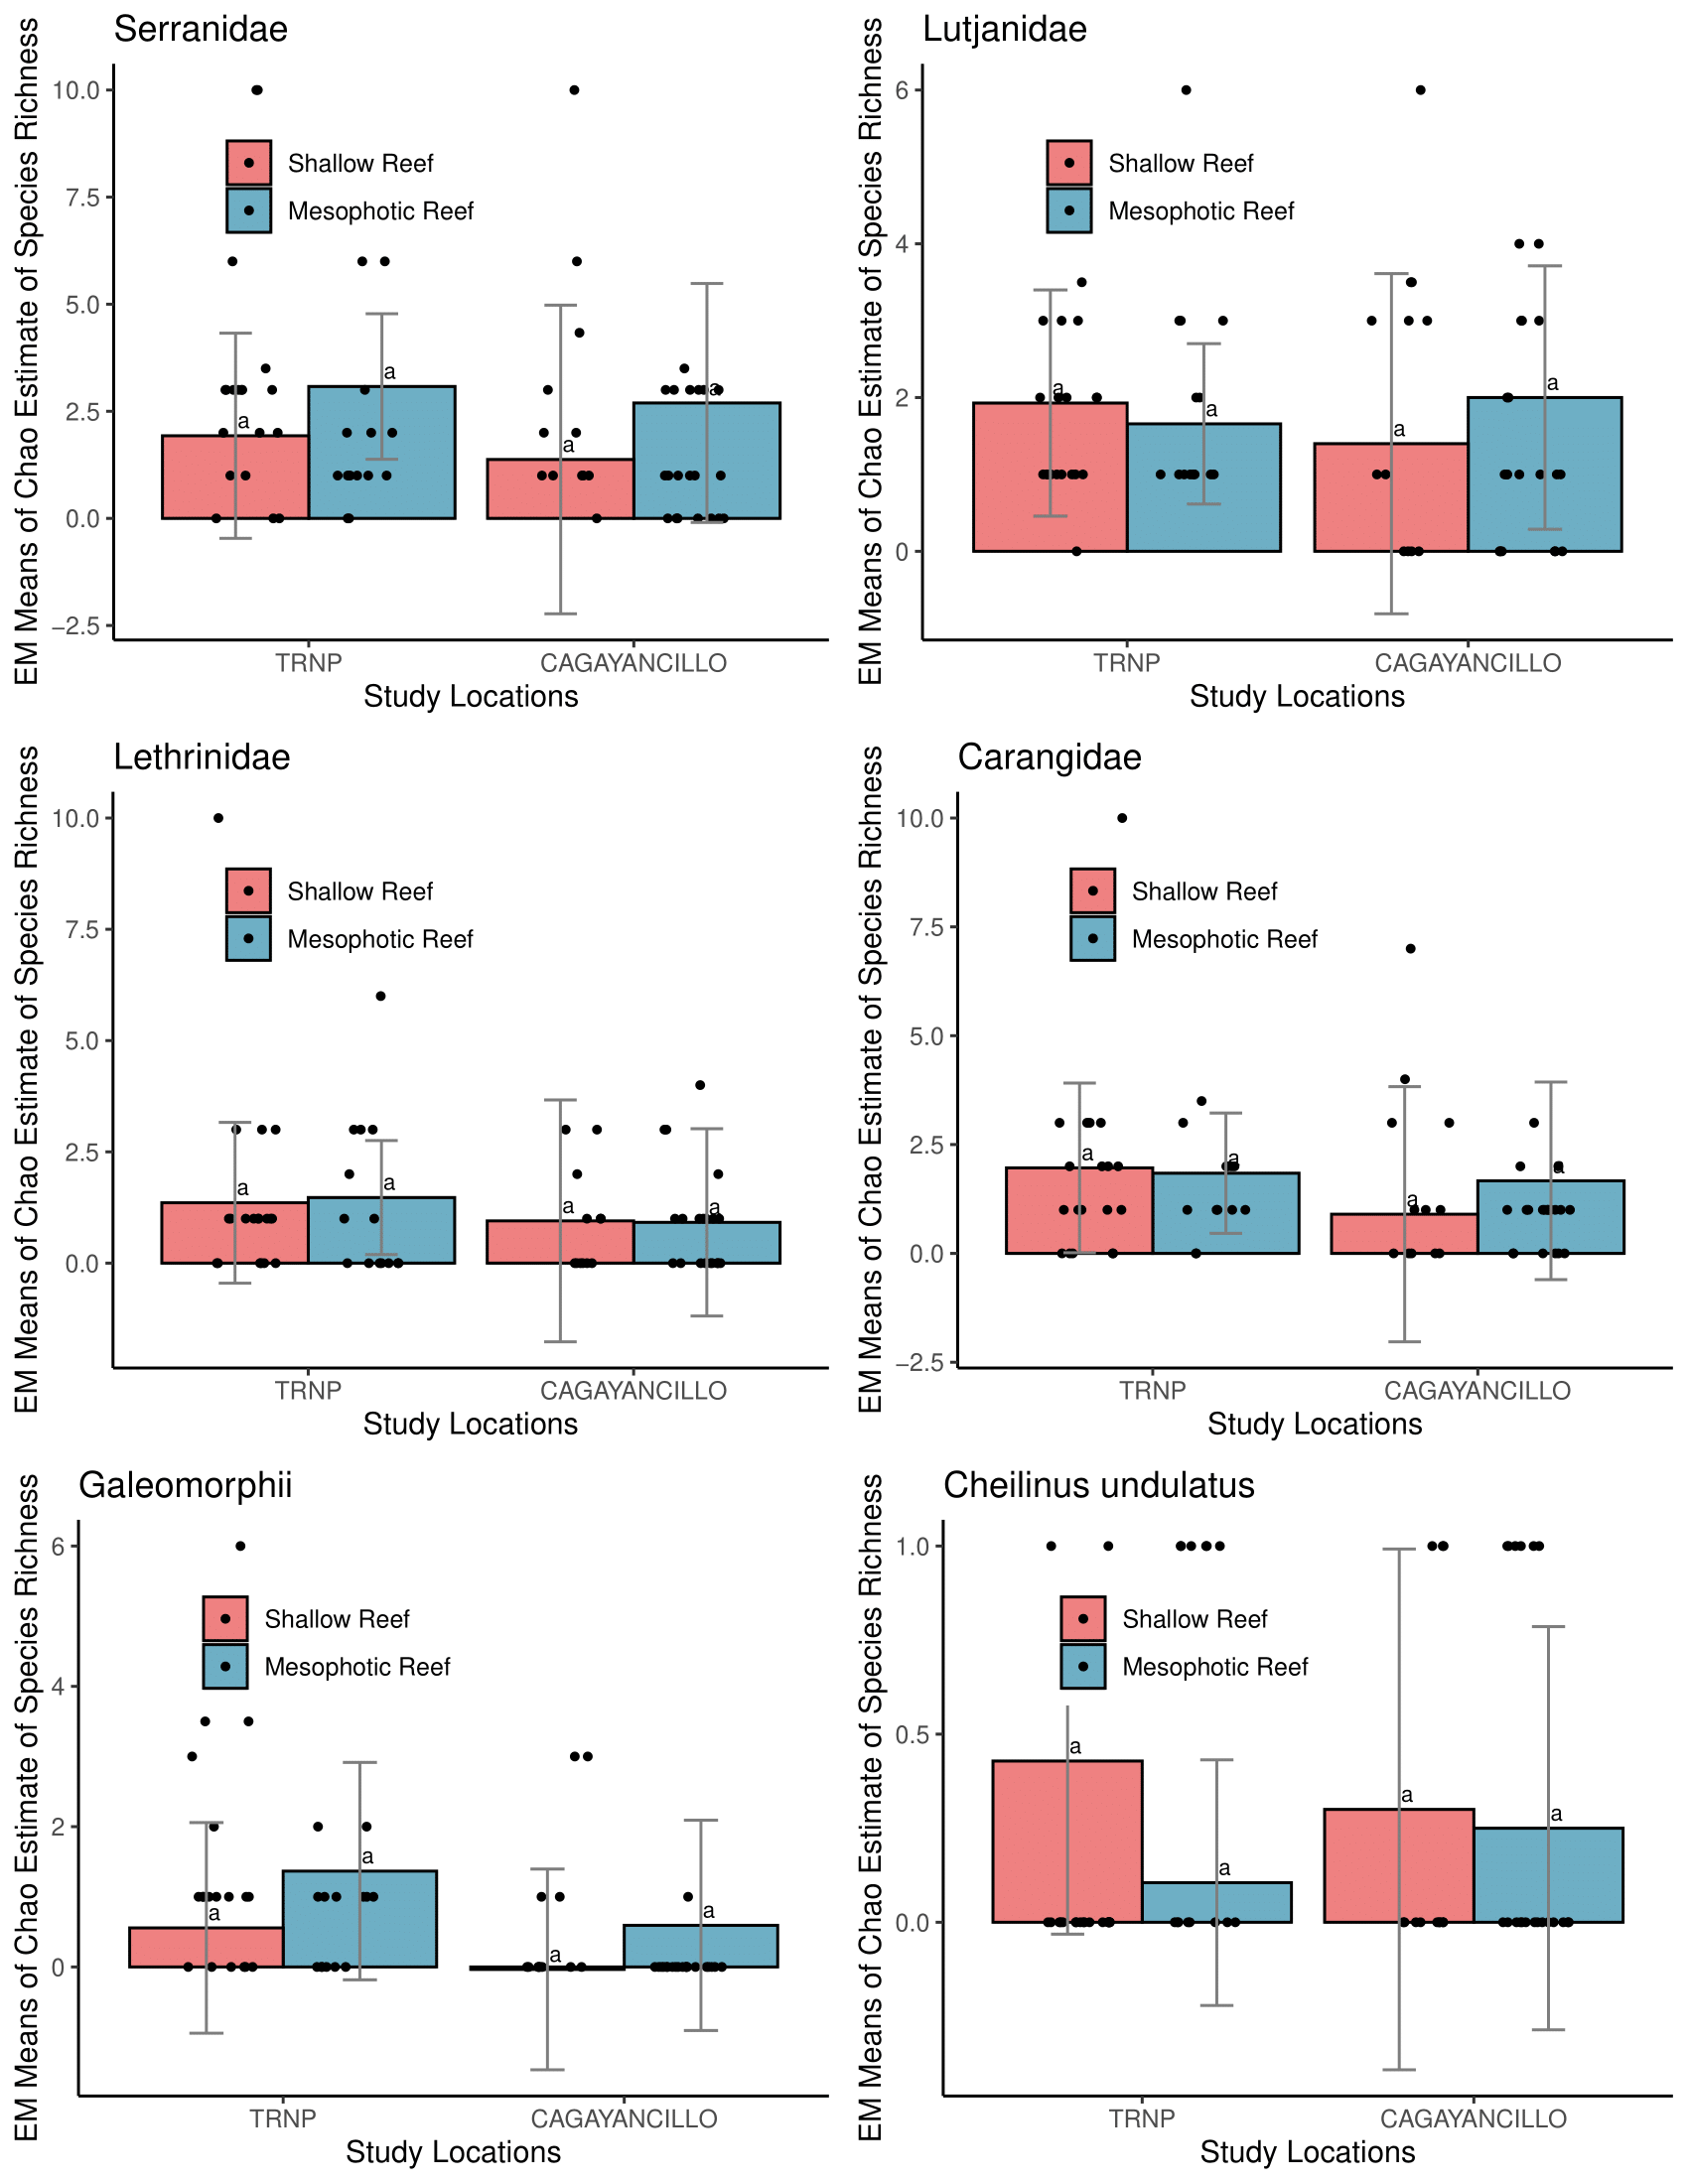 Serranidae
EM Means of Chao Estimate of Species Richness
10.0
7.5
5.0
2.5
0.0
−2.5
Shallow Reef
Mesophotic Reef
a
a
a
a
TRNP
CAGAYANCILLO
Study Locations
Lutjanidae
EM Means of Chao Estimate of Species Richness
6
4
2
0
Shallow Reef
Mesophotic Reef
a
a
a
a
TRNP
CAGAYANCILLO
Study Locations
Lethrinidae
EM Means of Chao Estimate of Species Richness
10.0
7.5
5.0
2.5
0.0
Shallow Reef
Mesophotic Reef
a
a
a
a
TRNP
CAGAYANCILLO
Study Locations
Carangidae
EM Means of Chao Estimate of Species Richness
10.0
7.5
5.0
2.5
0.0
−2.5
Shallow Reef
Mesophotic Reef
a
a
a
a
TRNP
CAGAYANCILLO
Study Locations
Galeomorphii
EM Means of Chao Estimate of Species Richness
6
4
2
0
Shallow Reef
Mesophotic Reef
a
a
a
a
TRNP
CAGAYANCILLO
Study Locations
Cheilinus undulatus
EM Means of Chao Estimate of Species Richness
1.0
0.5
0.0
Shallow Reef
Mesophotic Reef
a
a
a
a
TRNP
CAGAYANCILLO
Study Locations